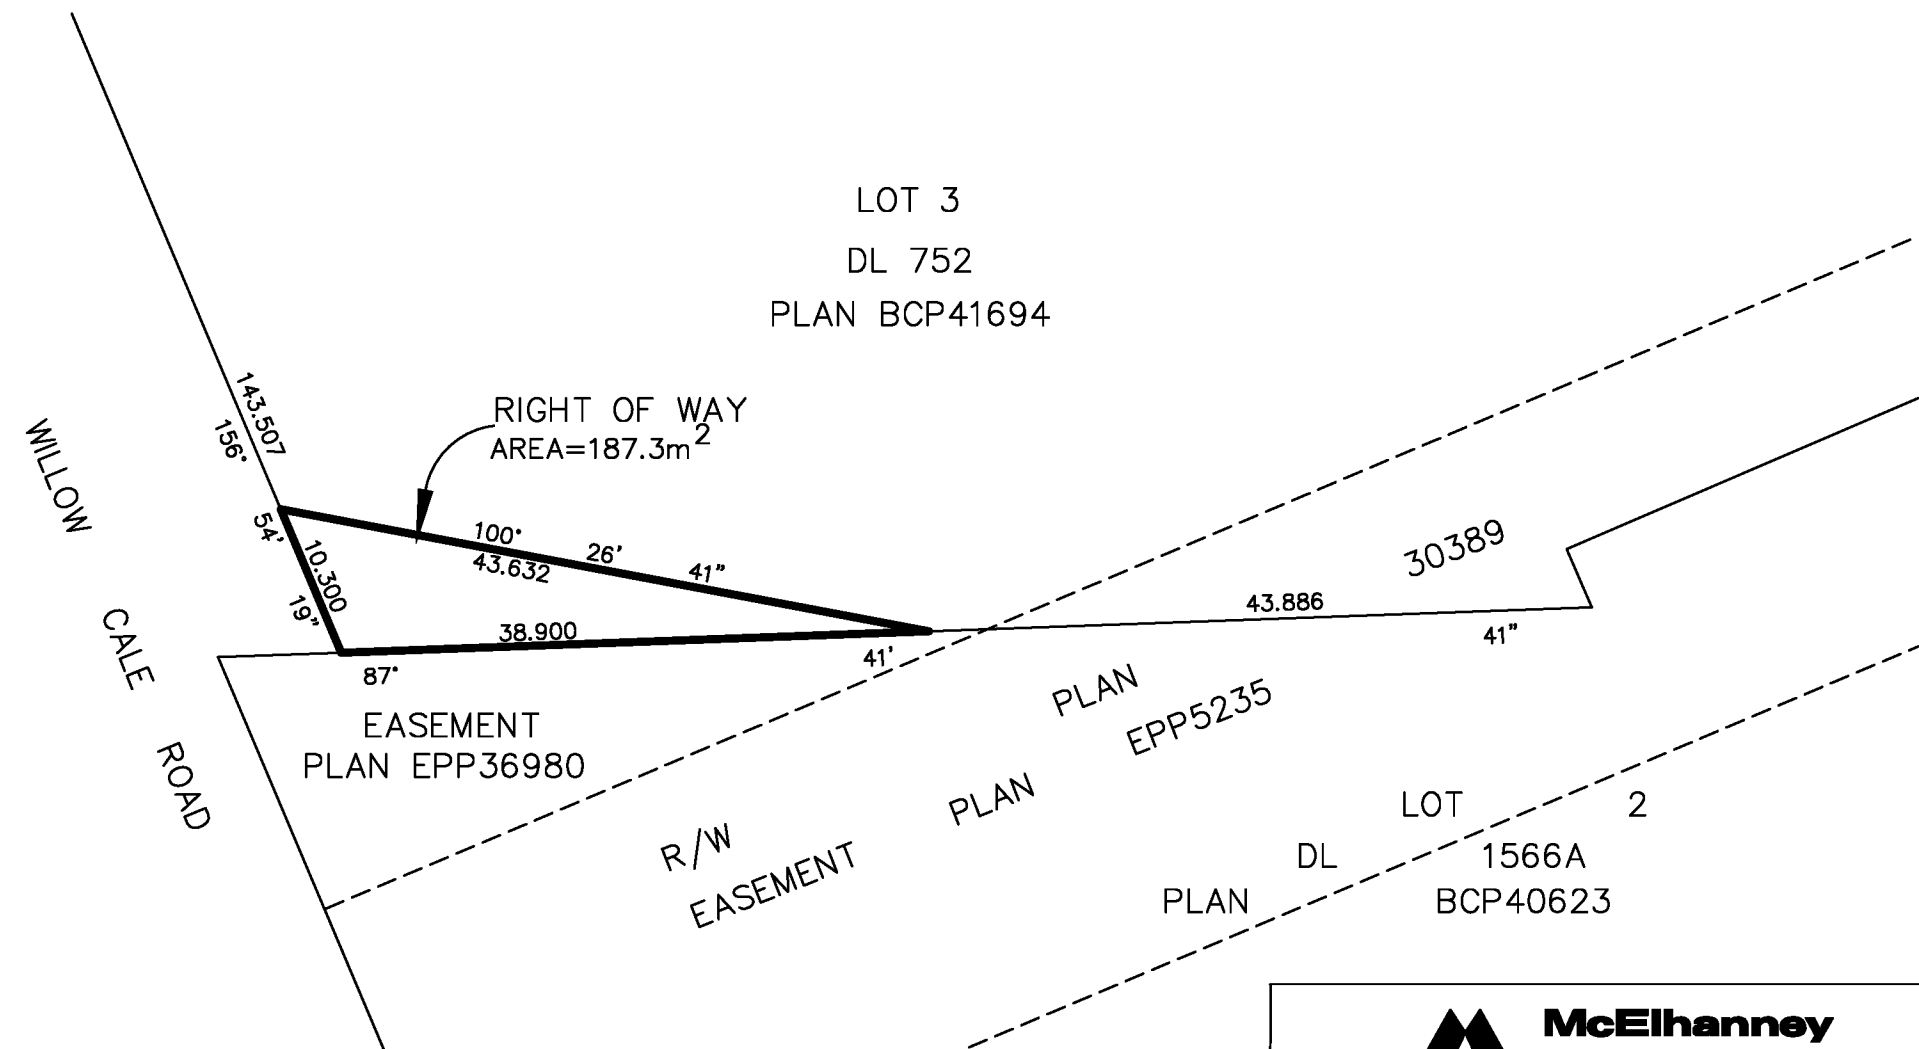 LOT 3
DL 752
PLAN BCP41694
143.507
156°
54'
19"
10.300
RIGHT OF WAY
AREA=187.3m²
100° 26' 41"
43.632
38.900
87° 41' 41"
43.886
30389
WILLOW CALE ROAD
EASEMENT
PLAN EPP36980
R/W PLAN
EASEMENT PLAN EPP5235
LOT 2
DL 1566A
PLAN BCP40623
McElhanney